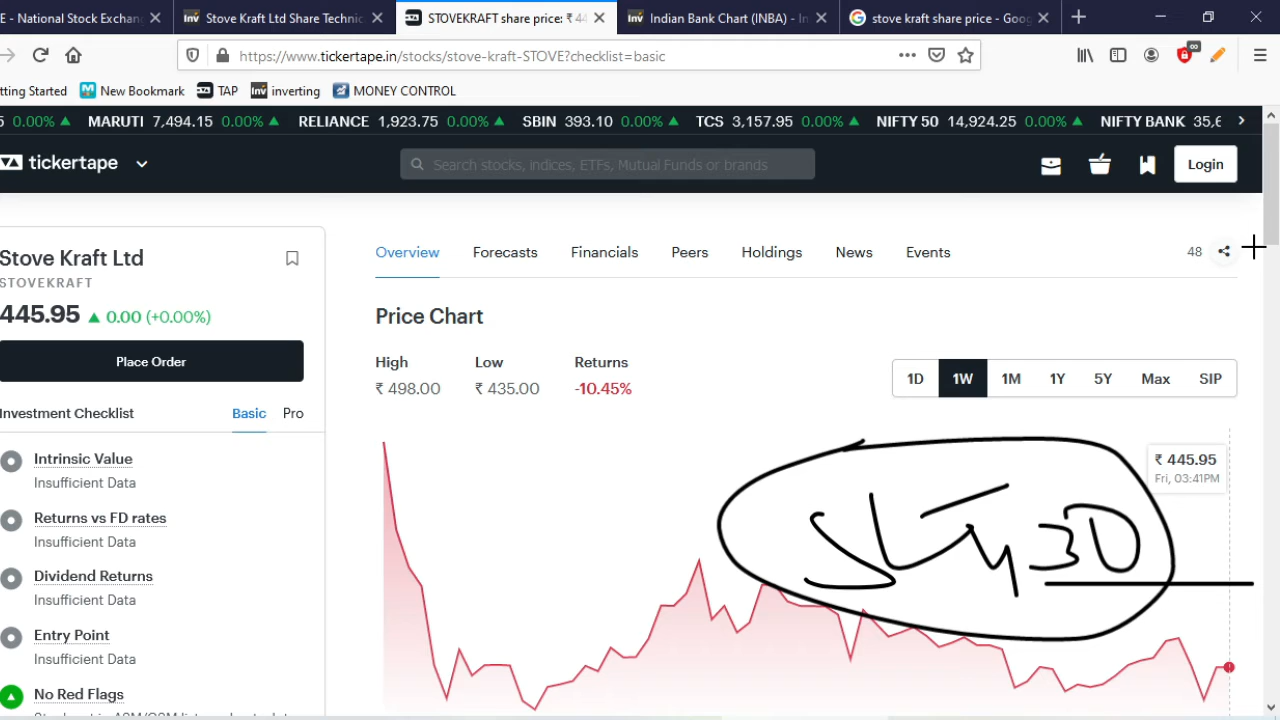 E - National Stock Exchan
Stove Kraft Ltd Share Technic
STOVEKRAFT share price: ₹ 44
Indian Bank Chart (INBA) - In
stove kraft share price - Goo
https://www.tickertape.in/stocks/stove-kraft-STOVE?checklist=basic
∞
tting Started
New Bookmark
TAP
Inv inverting
MONEY CONTROL
5 0.00% ▲ MARUTI 7,494.15 0.00% ▲ RELIANCE 1,923.75 0.00% ▲ SBIN 393.10 0.00% ▲ TCS 3,157.95 0.00% ▲ NIFTY 50 14,924.25 0.00% ▲ NIFTY BANK 35,6
tickertape
Search stocks, indices, ETFs, Mutual Funds or brands
Login
Stove Kraft Ltd
STOVEKRAFT
445.95 ▲ 0.00 (+0.00%)
Place Order
Investment Checklist Basic Pro
Intrinsic Value
Insufficient Data
Returns vs FD rates
Insufficient Data
Dividend Returns
Insufficient Data
Entry Point
Insufficient Data
No Red Flags
Overview Forecasts Financials Peers Holdings News Events
48
Price Chart
High Low Returns
₹ 498.00 ₹ 435.00 -10.45%
1D 1W 1M 1Y 5Y Max SIP
₹ 445.95
Fri, 03:41PM